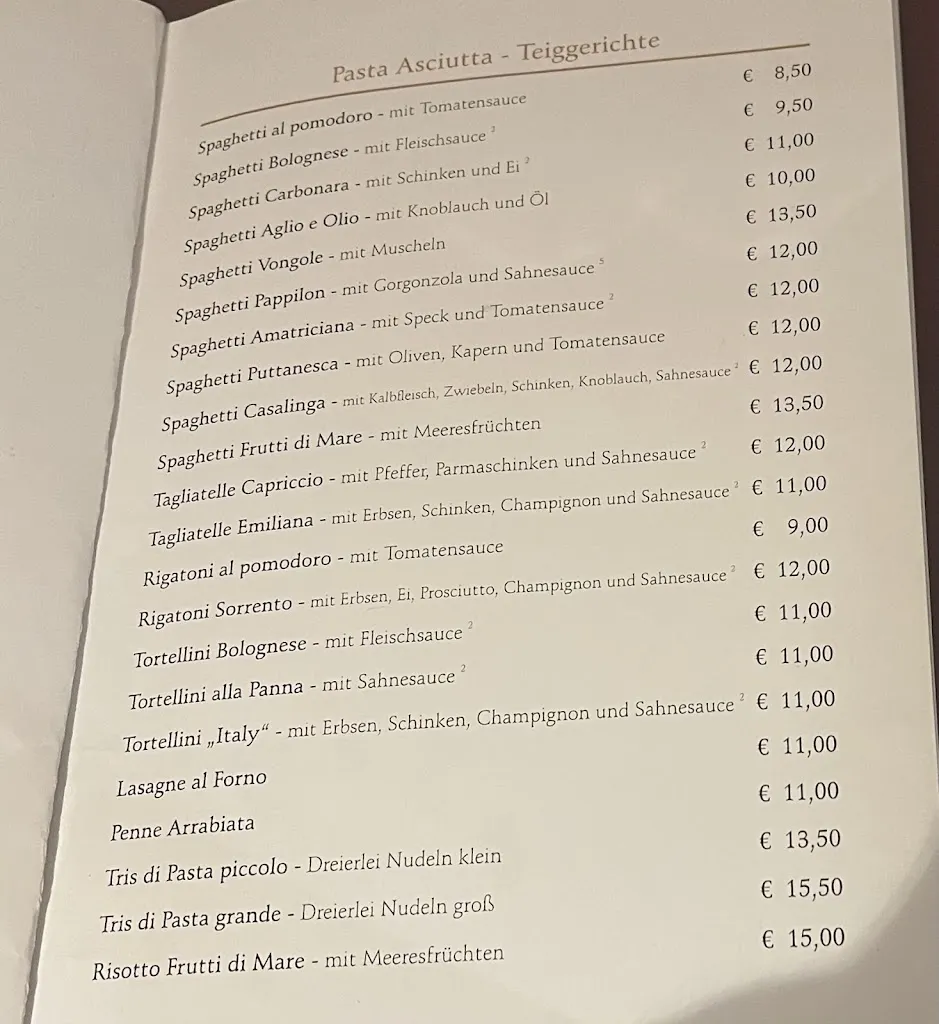 Pasta Asciutta - Teiggerichte
Spaghetti al pomodoro - mit Tomatensauce € 8,50
Spaghetti Bolognese - mit Fleischsauce ² € 9,50
Spaghetti Carbonara - mit Schinken und Ei ² € 11,00
Spaghetti Aglio e Olio - mit Knoblauch und Öl € 10,00
Spaghetti Vongole - mit Muscheln € 13,50
Spaghetti Pappilon - mit Gorgonzola und Sahnesauce ⁵ € 12,00
Spaghetti Amatriciana - mit Speck und Tomatensauce ² € 12,00
Spaghetti Puttanesca - mit Oliven, Kapern und Tomatensauce € 12,00
Spaghetti Casalinga - mit Kalbfleisch, Zwiebeln, Schinken, Knoblauch, Sahnesauce ² € 12,00
Spaghetti Frutti di Mare - mit Meeresfrüchten € 13,50
Tagliatelle Capriccio - mit Pfeffer, Parmaschinken und Sahnesauce ² € 12,00
Tagliatelle Emiliana - mit Erbsen, Schinken, Champignon und Sahnesauce ² € 11,00
Rigatoni al pomodoro - mit Tomatensauce € 9,00
Rigatoni Sorrento - mit Erbsen, Ei, Prosciutto, Champignon und Sahnesauce ² € 12,00
Tortellini Bolognese - mit Fleischsauce ² € 11,00
Tortellini alla Panna - mit Sahnesauce ² € 11,00
Tortellini „Italy“ - mit Erbsen, Schinken, Champignon und Sahnesauce ² € 11,00
Lasagne al Forno € 11,00
Penne Arrabiata € 11,00
Tris di Pasta piccolo - Dreierlei Nudeln klein € 13,50
Tris di Pasta grande - Dreierlei Nudeln groß € 15,50
Risotto Frutti di Mare - mit Meeresfrüchten € 15,00